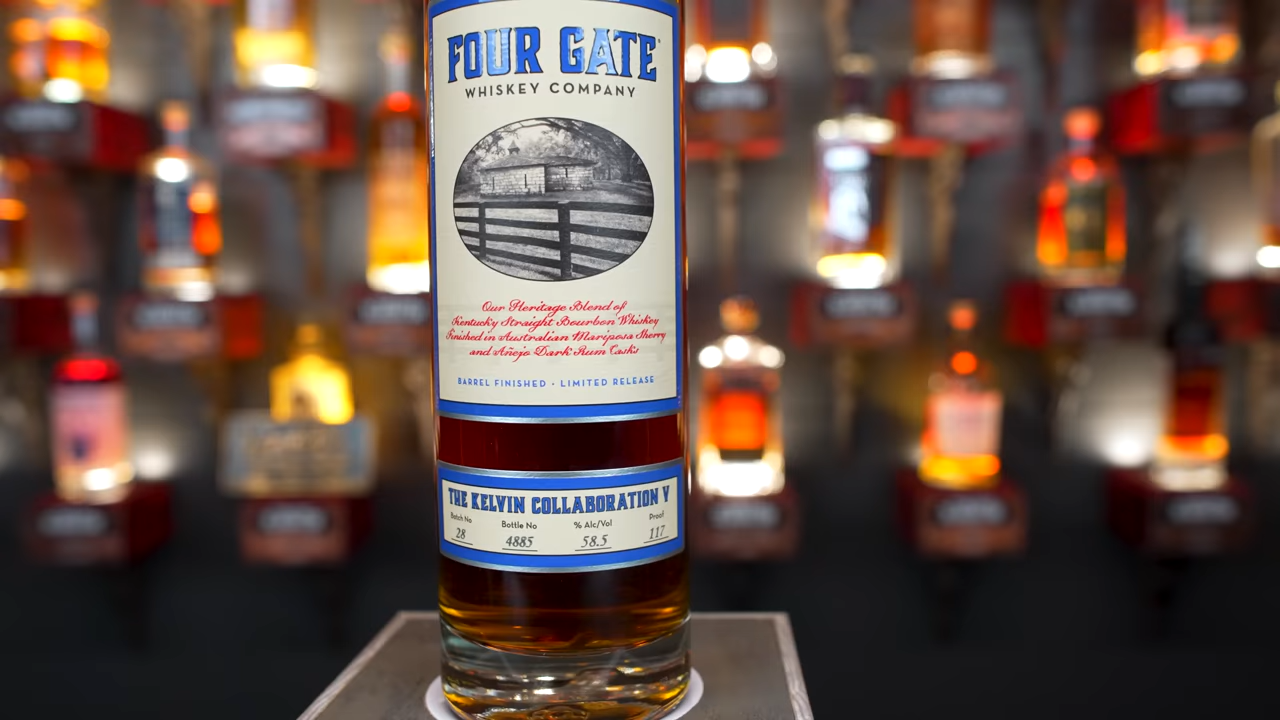 FOUR GATE
WHISKEY COMPANY
Our Heritage Blend of
Kentucky Straight Bourbon Whiskey
Finished in Australian Mariposa Sherry
and Añejo Dark Rum Casks
BARREL FINISHED · LIMITED RELEASE
THE KELVIN COLLABORATION V
Batch No Bottle No % Alc/Vol Proof
28 4885 58.5 117